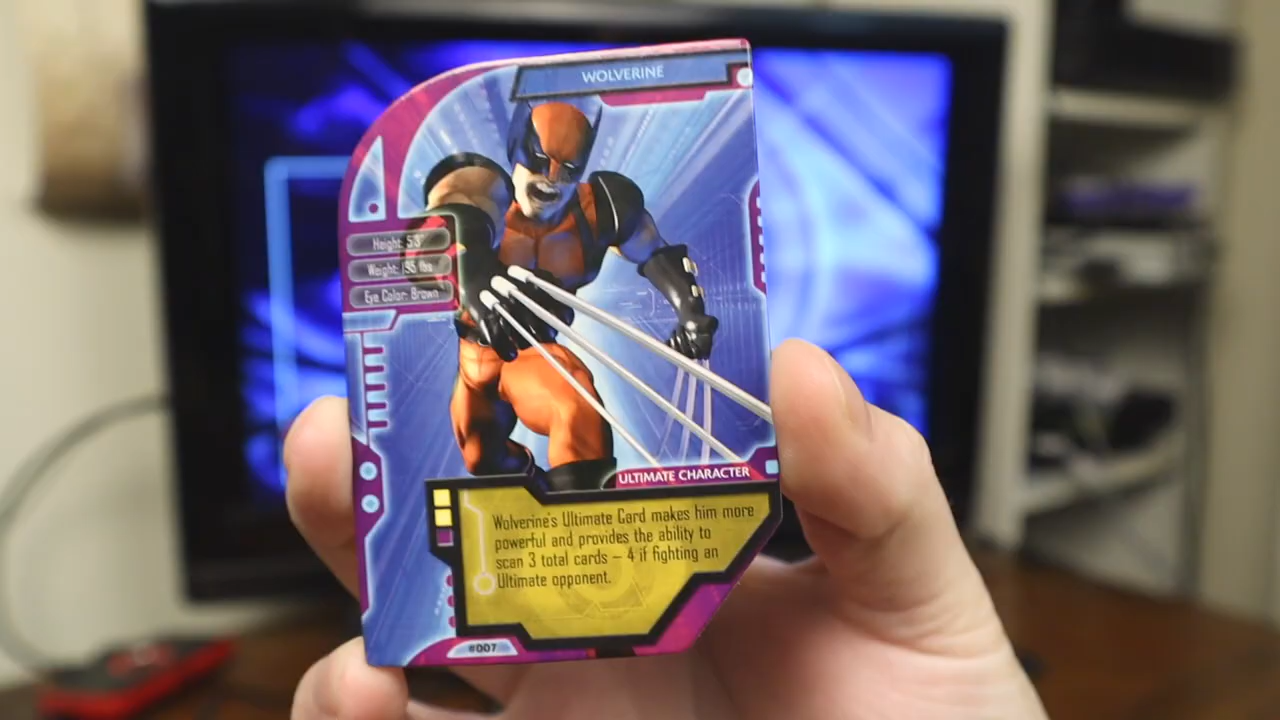 WOLVERINE
Height: 5'3"
Weight: 195 lbs
Eye Color: Brown
ULTIMATE CHARACTER
Wolverine's Ultimate Card makes him more
powerful and provides the ability to
scan 3 total cards – 4 if fighting an
Ultimate opponent.
#007